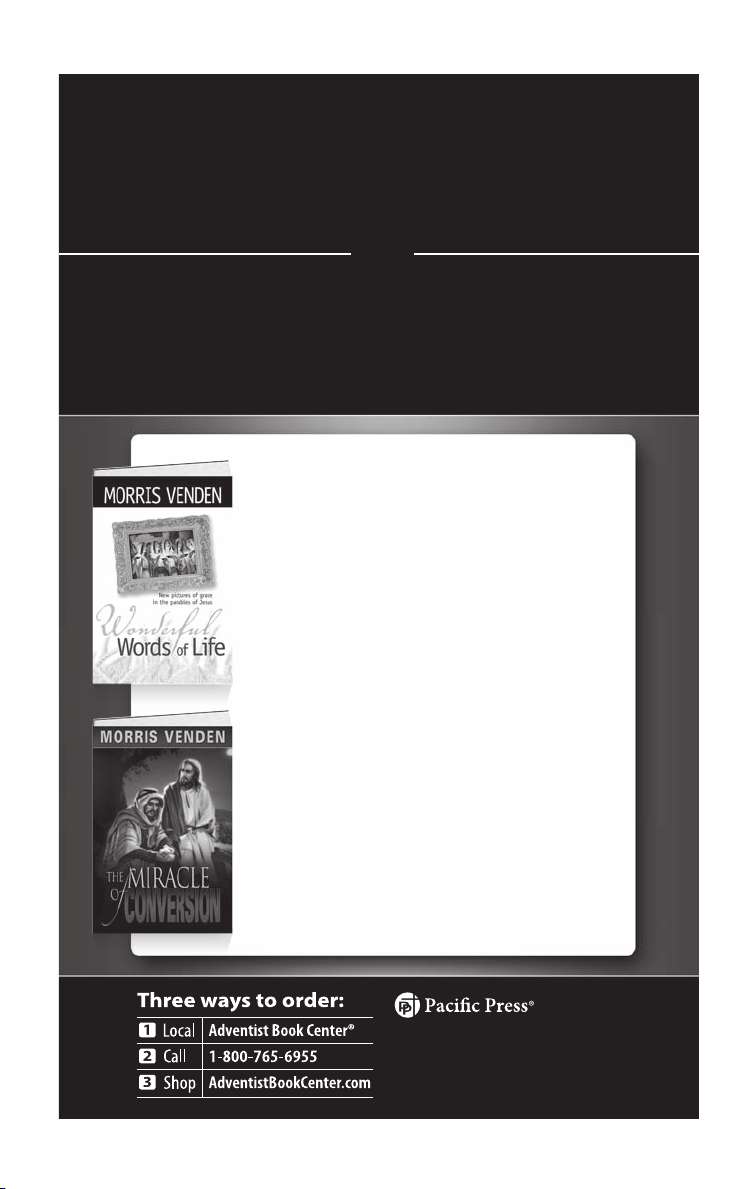 MORRIS VENDEN
New pictures of grace
in the parables of Jesus
Wonderful
Words of Life
MORRIS VENDEN
THE MIRACLE
of CONVERSION
Three ways to order:
1 Local Adventist Book Center®
2 Call 1-800-765-6955
3 Shop AdventistBookCenter.com
Pacific Press®